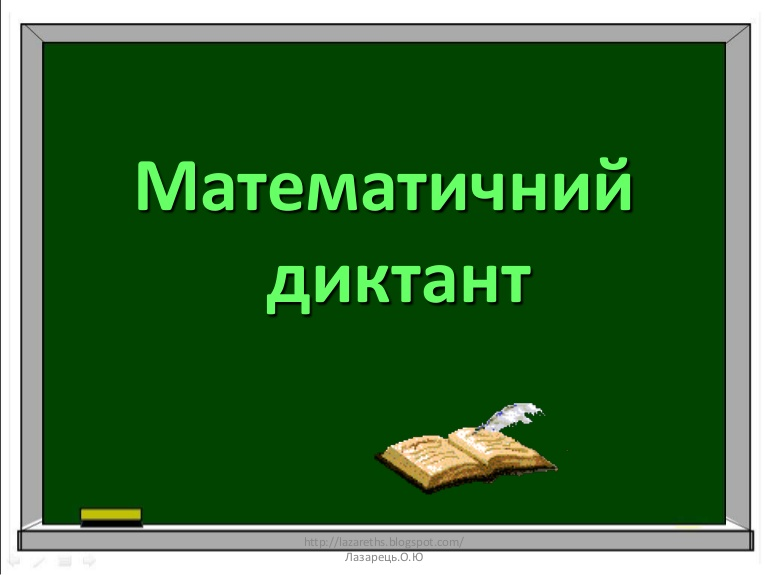 Математичний
диктант
http://lazareths.blogspot.com/
Лазарець.О.Ю